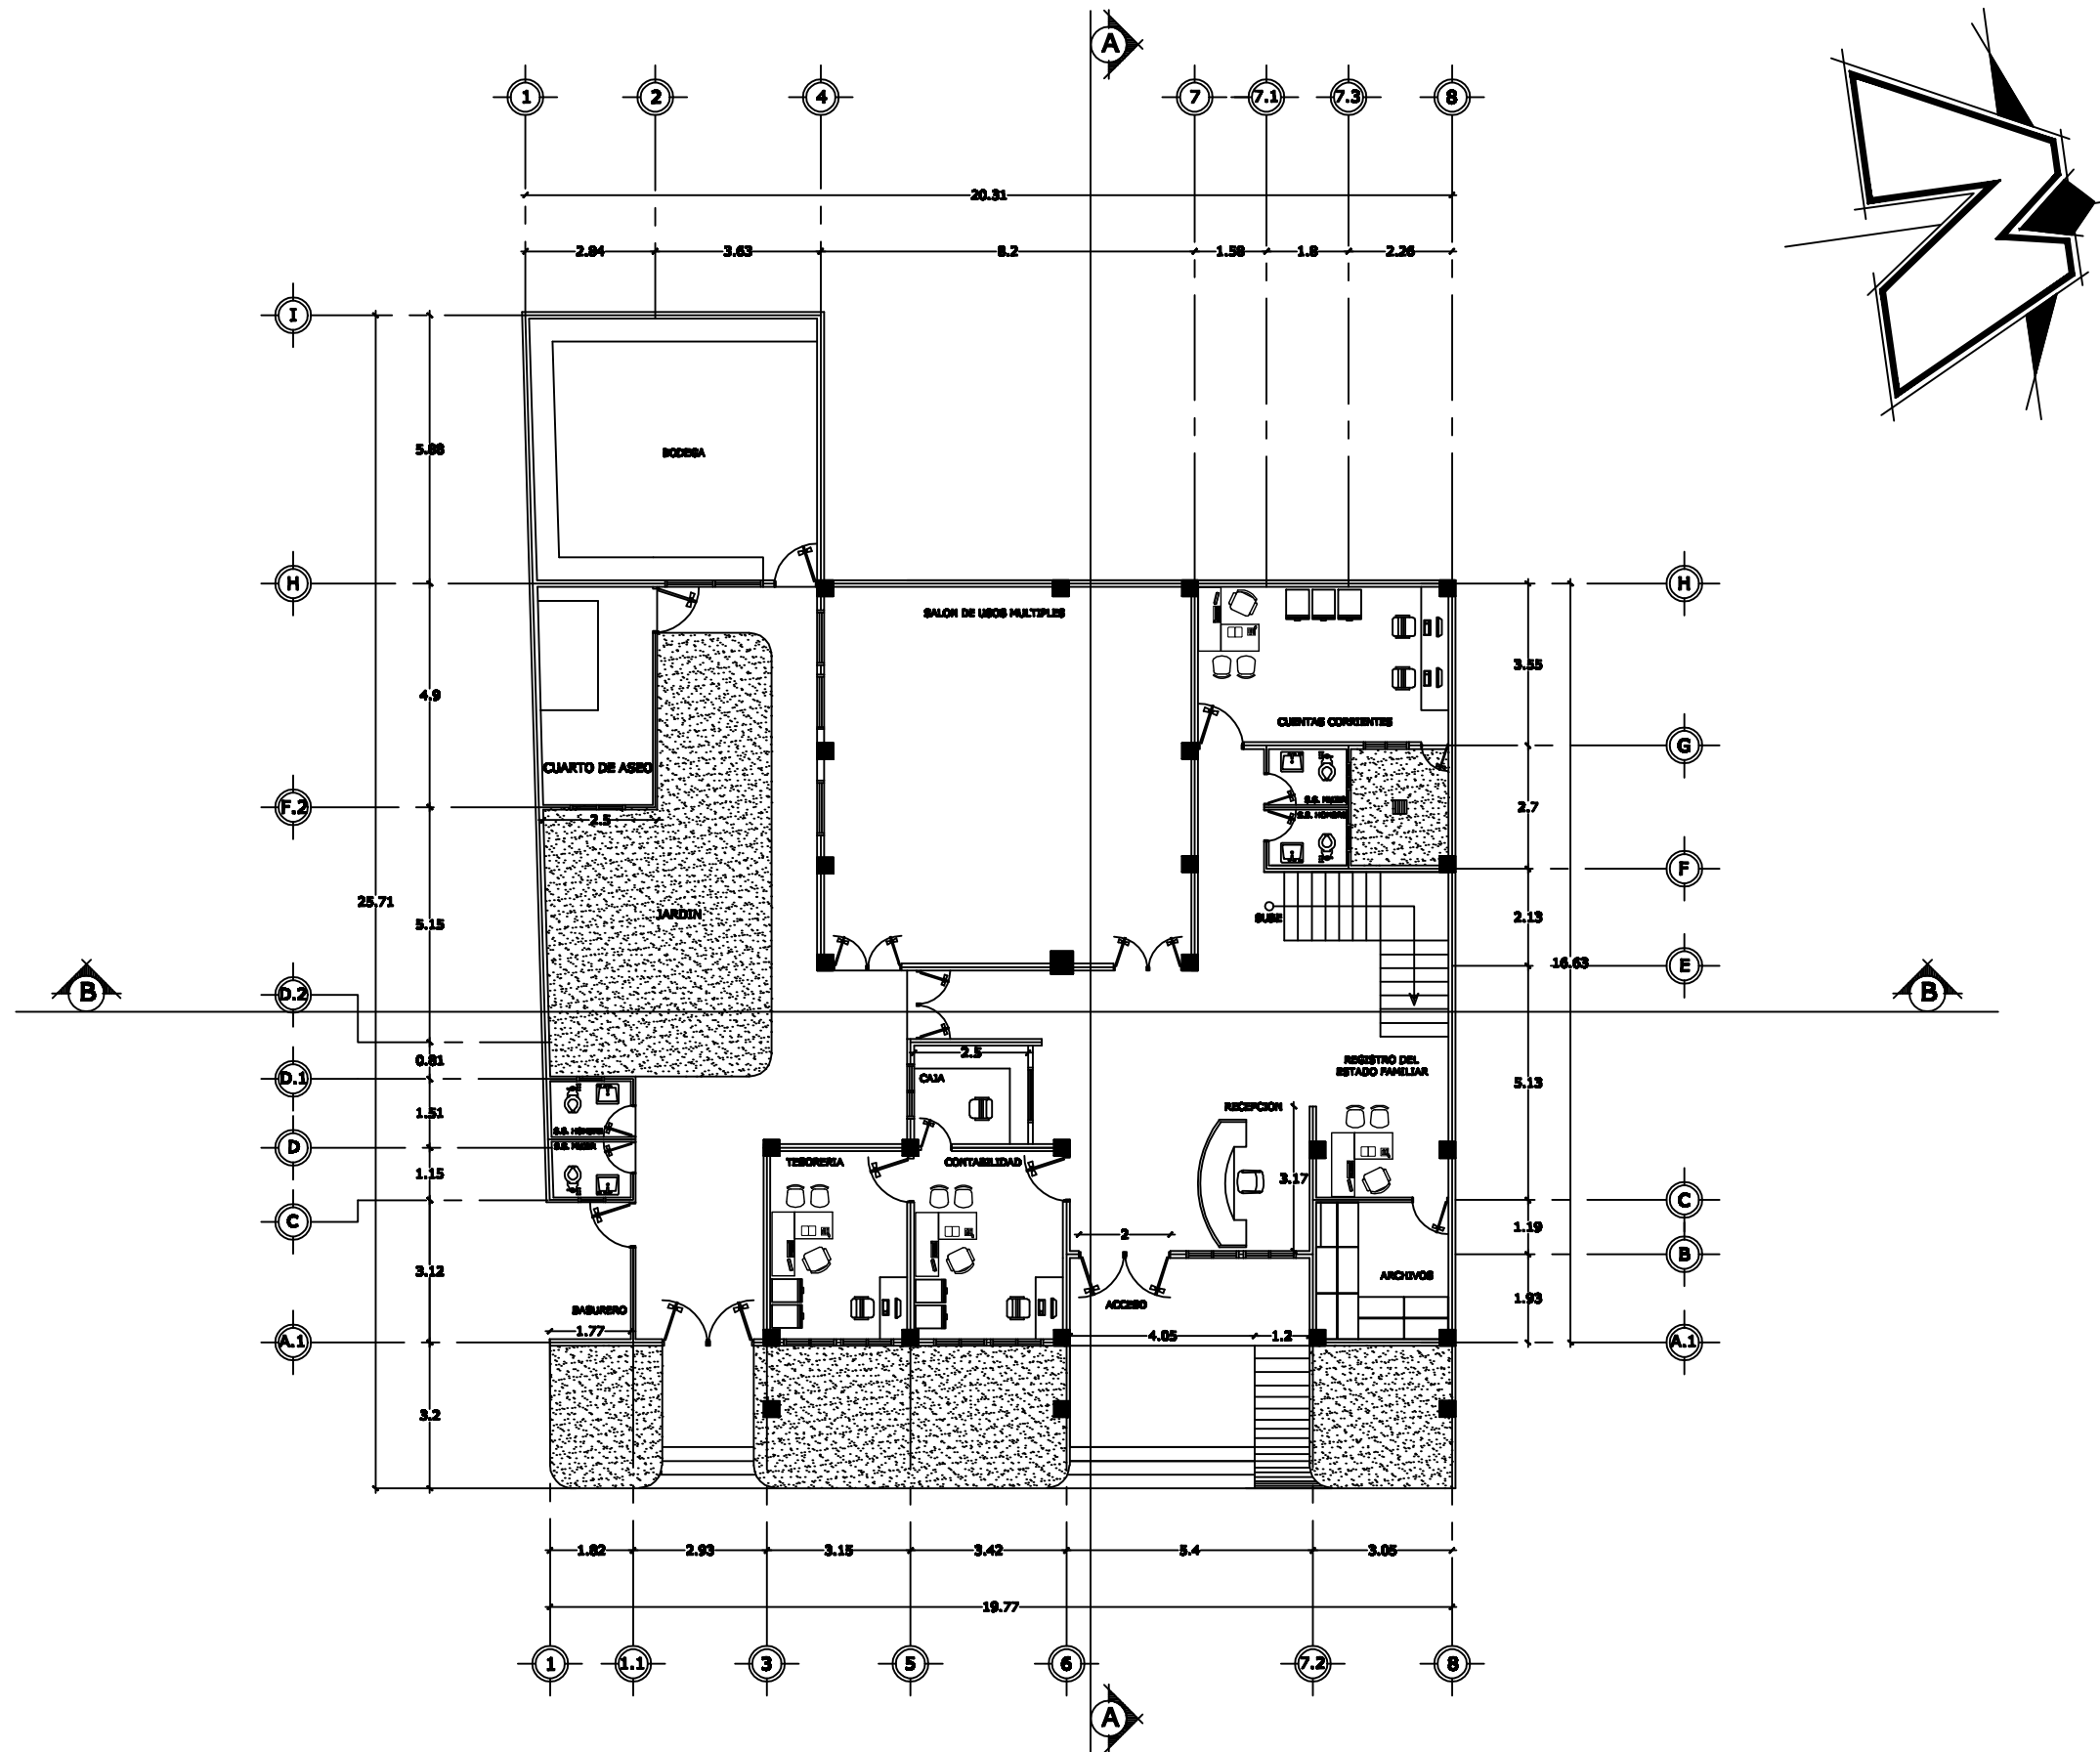 A
1
2
4
7
7.1
7.3
8
20.31
2.84
3.63
8.2
1.58
1.8
2.26
I
5.88
BODEGA
H
H
SALON DE USOS MULTIPLES
3.55
4.9
CUENTAS CORRIENTES
G
CUARTO DE ASEO
S.S. MUJER
F.2
2.7
2.5
S.S. HOMBRE
F
25.71
JARDIN
SUBE
2.13
5.15
16.63
E
B
D.2
B
0.81
2.5
REGISTRO DEL
ESTADO FAMILIAR
D.1
CAJA
5.13
1.51
RECEPCION
S.S. HOMBRE
S.S. MUJER
D
TESORERIA
CONTABILIDAD
1.15
3.17
C
C
2
1.19
B
3.12
ARCHIVOS
BASURERO
ACCESO
1.93
1.77
4.05
1.2
A.1
A.1
3.2
1.82
2.93
3.15
3.42
5.4
3.05
19.77
1
1.1
3
5
6
7.2
8
A